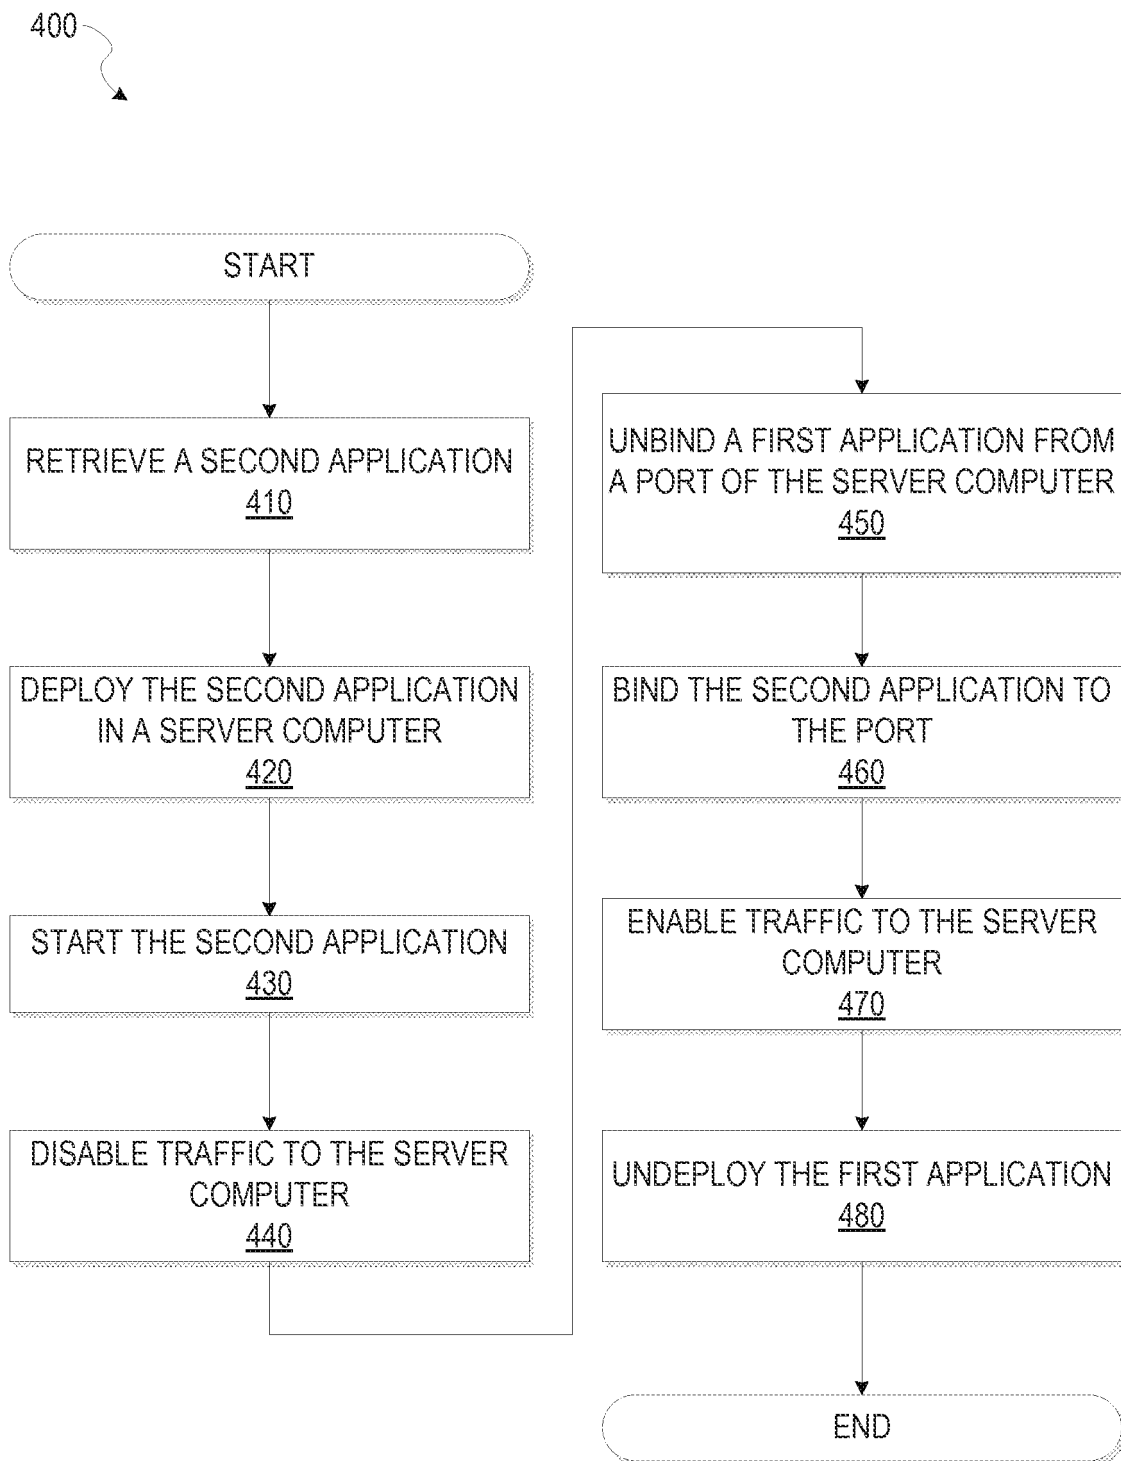 400
START
RETRIEVE A SECOND APPLICATION
410
DEPLOY THE SECOND APPLICATION
IN A SERVER COMPUTER
420
START THE SECOND APPLICATION
430
DISABLE TRAFFIC TO THE SERVER
COMPUTER
440
UNBIND A FIRST APPLICATION FROM
A PORT OF THE SERVER COMPUTER
450
BIND THE SECOND APPLICATION TO
THE PORT
460
ENABLE TRAFFIC TO THE SERVER
COMPUTER
470
UNDEPLOY THE FIRST APPLICATION
480
END